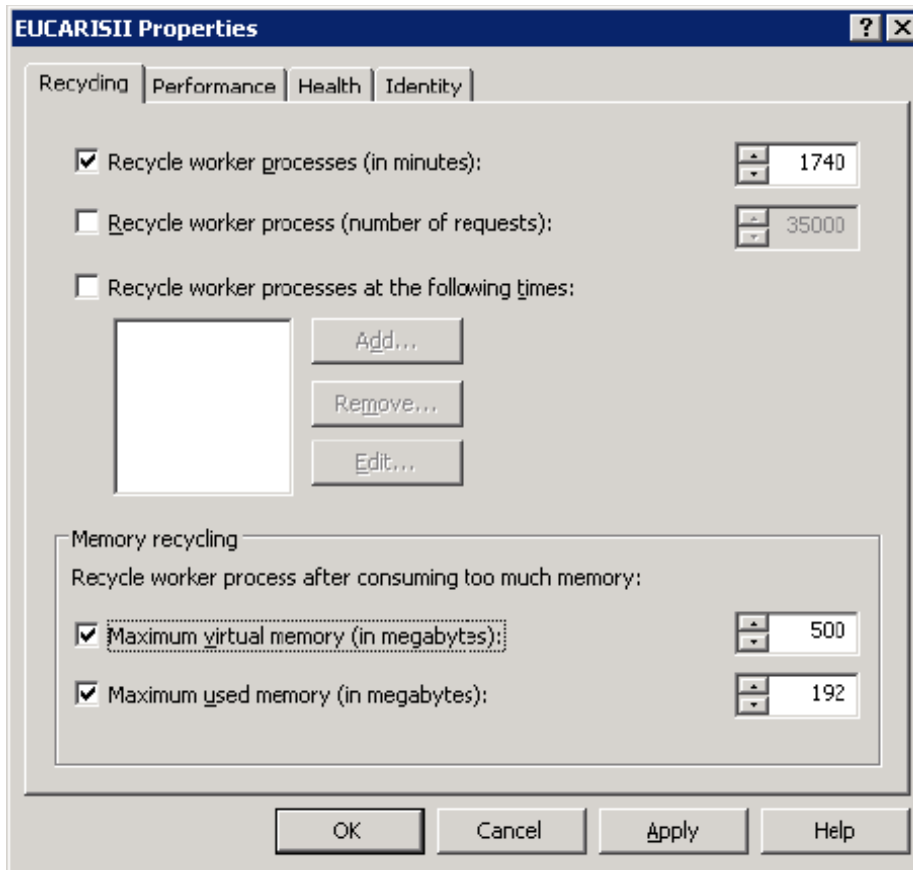 EUCARISII Properties
Recycling Performance Health Identity
Recycle worker processes (in minutes): 1740
Recycle worker process (number of requests): 35000
Recycle worker processes at the following times:
Add...
Remove...
Edit...
Memory recycling
Recycle worker process after consuming too much memory:
Maximum virtual memory (in megabytes): 500
Maximum used memory (in megabytes): 192
OK Cancel Apply Help